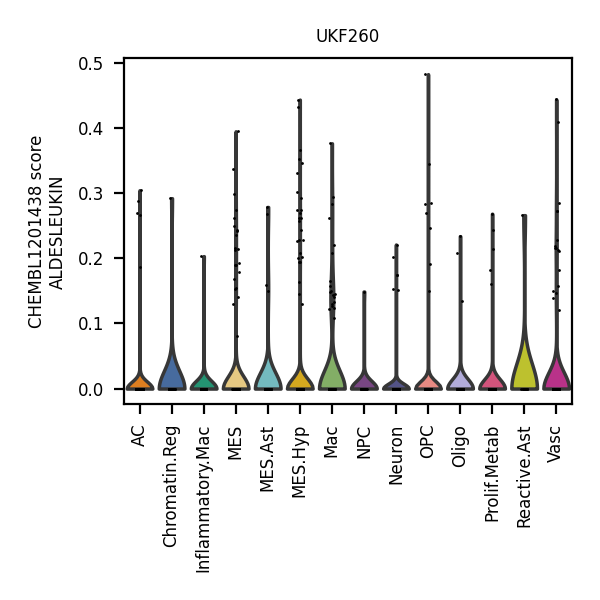 UKF260
CHEMBL1201438 score
ALDESLEUKIN
0.5
0.4
0.3
0.2
0.1
0.0
AC
Chromatin.Reg
Inflammatory.Mac
MES
MES.Ast
MES.Hyp
Mac
NPC
Neuron
OPC
Oligo
Prolif.Metab
Reactive.Ast
Vasc